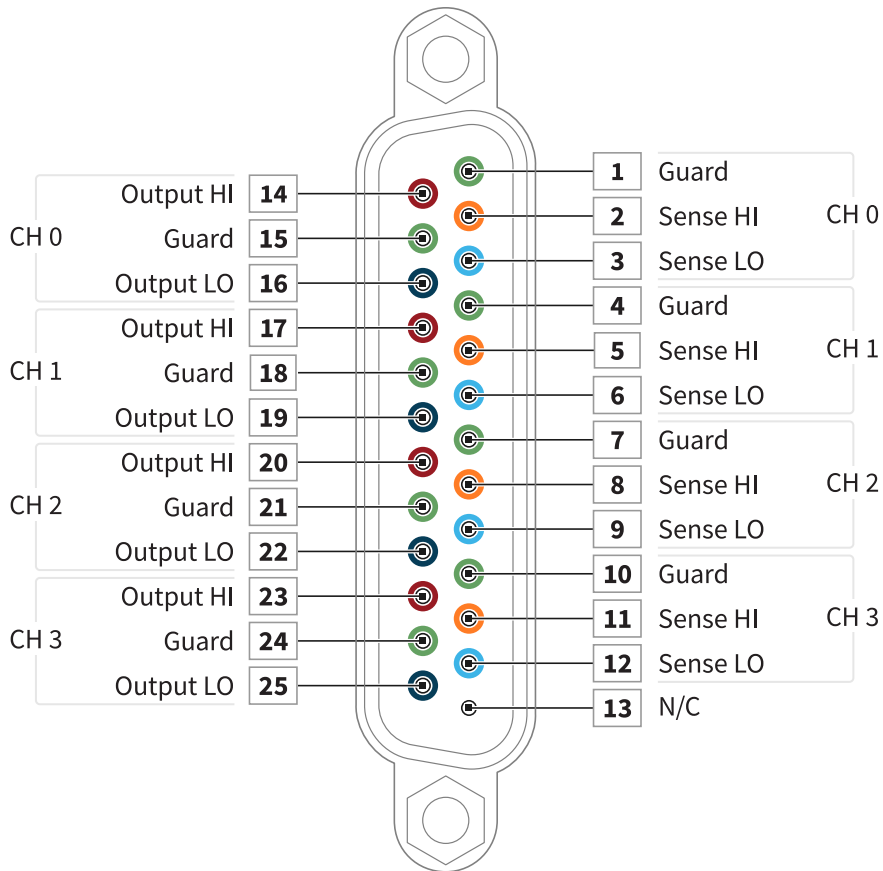 Output HI 14
CH 0 Guard 15
Output LO 16
Output HI 17
CH 1 Guard 18
Output LO 19
Output HI 20
CH 2 Guard 21
Output LO 22
Output HI 23
CH 3 Guard 24
Output LO 25
1 Guard
2 Sense HI CH 0
3 Sense LO
4 Guard
5 Sense HI CH 1
6 Sense LO
7 Guard
8 Sense HI CH 2
9 Sense LO
10 Guard
11 Sense HI CH 3
12 Sense LO
13 N/C